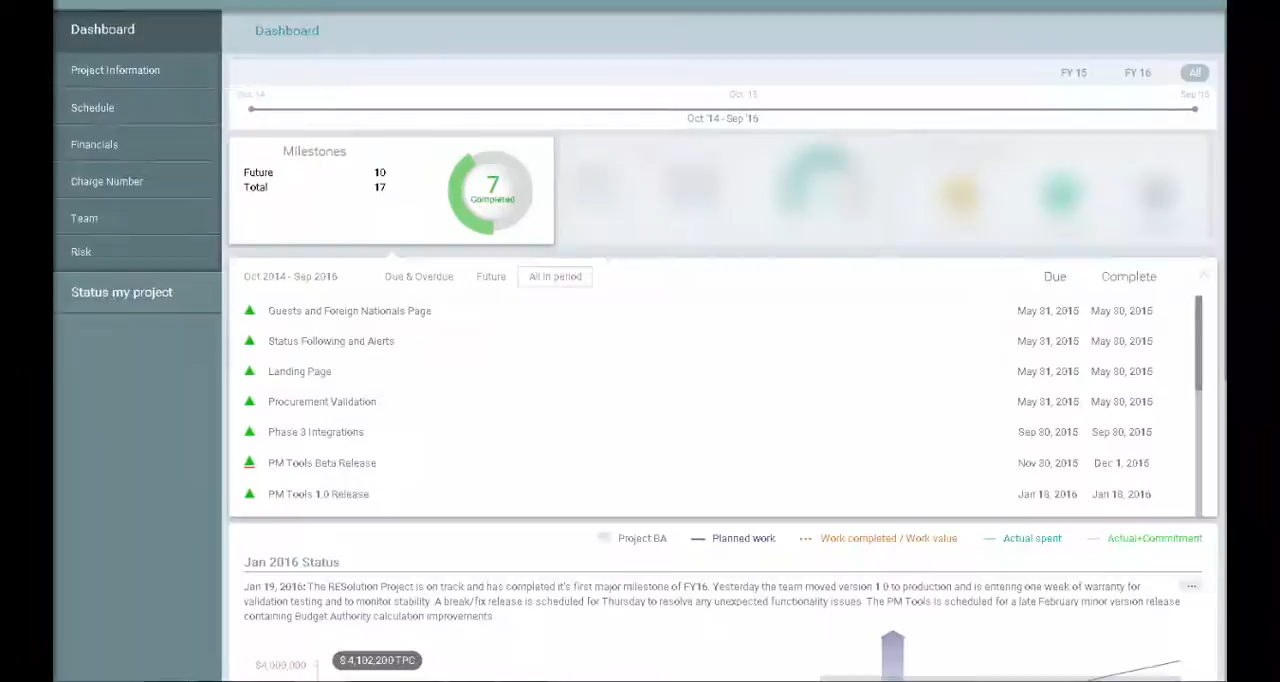 Dashboard
Project Information
Schedule
Financials
Charge Number
Team
Risk
Status my project
Dashboard
FY 15
FY 16
All
Oct '15
Sep '16
Oct '14 - Sep '16
Milestones
Future 10
Total 17
7
Completed
Oct 2014 - Sep 2016 Due & Overdue Future All in period Due Complete
Guests and Foreign Nationals Page May 31, 2015 May 30, 2015
Status Following and Alerts May 31, 2015 May 30, 2015
Landing Page May 31, 2015 May 30, 2015
Procurement Validation May 31, 2015 May 30, 2015
Phase 3 Integrations Sep 30, 2015 Sep 30, 2015
PM Tools Beta Release Nov 30, 2015 Dec 1, 2015
PM Tools 1.0 Release Jan 18, 2016 Jan 18, 2016
Project BA Planned work Work completed / Work value Actual spent Actual+Commitment
Jan 2016 Status
Jan 19, 2016: The RESolution Project is on track and has completed it's first major milestone of FY16. Yesterday the team moved version 1.0 to production and is entering one week of warranty for
validation testing and to monitor stability. A break/fix release is scheduled for Thursday to resolve any unexpected functionality issues. The PM Tools is scheduled for a late February minor version release
containing Budget Authority calculation improvements
$4,000,000
$4,102,200 TPC